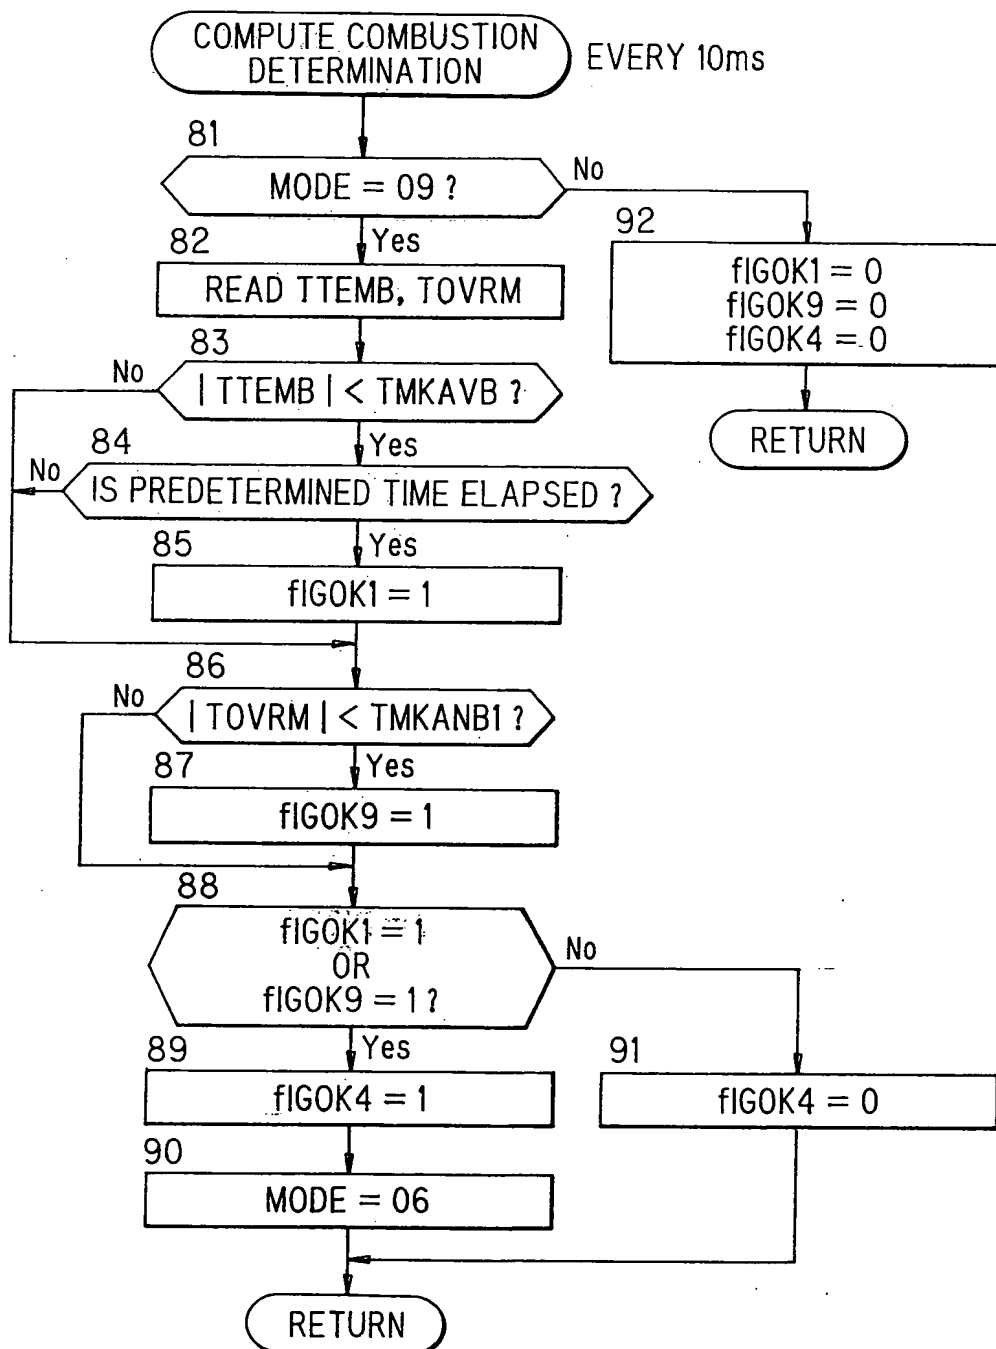 COMPUTE COMBUSTION
DETERMINATION
EVERY 10ms
81
MODE = 09 ?
No
Yes
82
READ TTEMB, TOVRM
92
fIGOK1 = 0
fIGOK9 = 0
fIGOK4 = 0
RETURN
83
No
| TTEMB | < TMKAVB ?
Yes
84
No
IS PREDETERMINED TIME ELAPSED ?
Yes
85
fIGOK1 = 1
86
No
| TOVRM | < TMKANB1 ?
Yes
87
fIGOK9 = 1
88
fIGOK1 = 1
OR
fIGOK9 = 1 ?
No
Yes
89
fIGOK4 = 1
91
fIGOK4 = 0
90
MODE = 06
RETURN